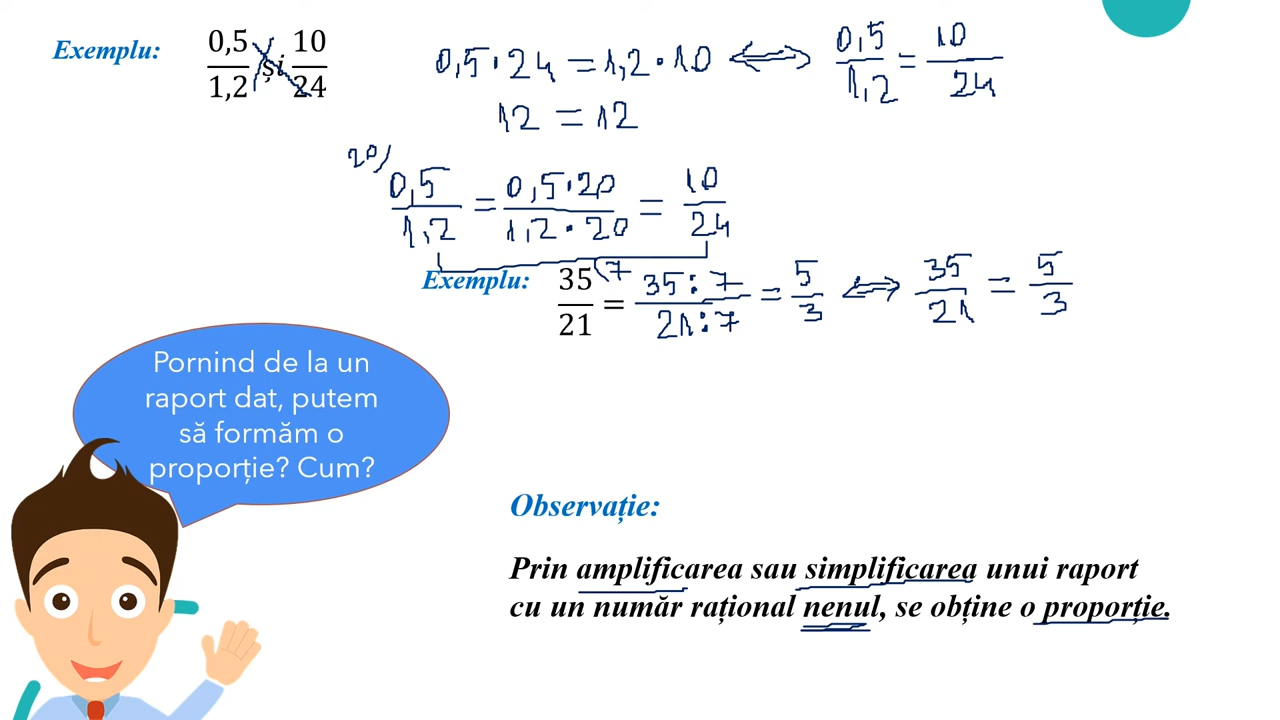 Exemplu: 0,5/1,2 și 10/24
0,5·24 = 1,2·10 ⟺ 0,5/1,2 = 10/24
12 = 12
20/ 0,5/1,2 = 0,5·20/1,2·20 = 10/24
Exemplu: 35/21 (7 = 35:7/21:7 = 5/3 ⟺ 35/21 = 5/3
Pornind de la un
raport dat, putem
să formăm o
proporție? Cum?
Observație:
Prin amplificarea sau simplificarea unui raport
cu un număr rațional nenul, se obține o proporție.